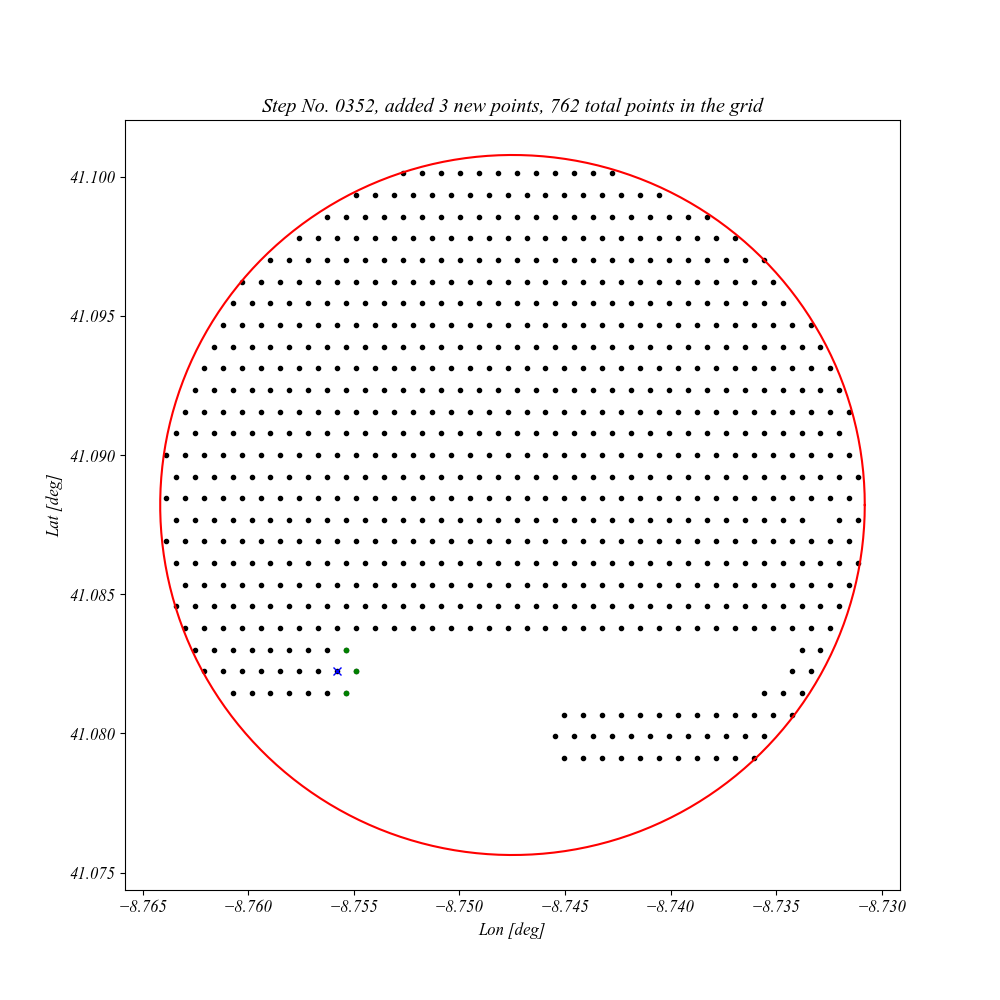 Step No. 0352, added 3 new points, 762 total points in the grid
41.100
41.095
41.090
41.085
41.080
41.075
Lat [deg]
−8.765 −8.760 −8.755 −8.750 −8.745 −8.740 −8.735 −8.730
Lon [deg]